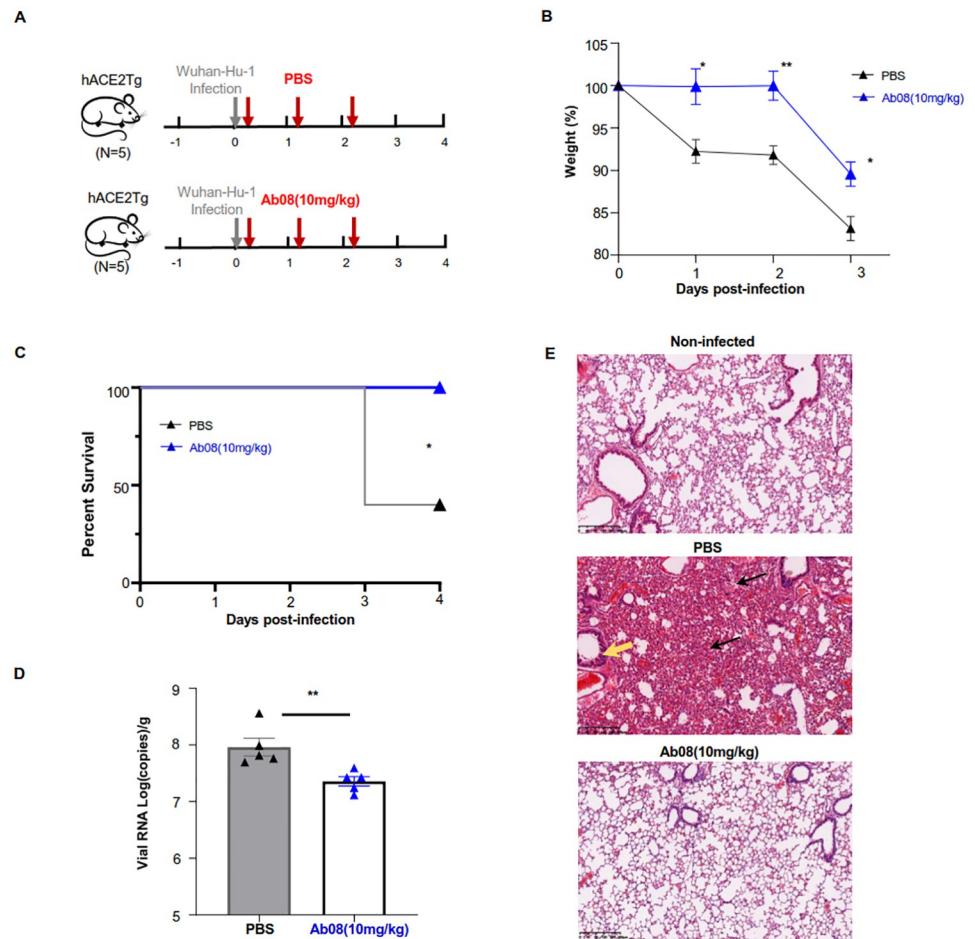 A
hACE2Tg
(N=5)
Wuhan-Hu-1
Infection
PBS
-1 0 1 2 3 4
hACE2Tg
(N=5)
Wuhan-Hu-1
Infection
Ab08(10mg/kg)
-1 0 1 2 3 4
B
105
100
95
90
85
80
Weight (%)
* ** *
PBS
Ab08(10mg/kg)
0 1 2 3
Days post-infection
C
100
50
0
Percent Survival
PBS
Ab08(10mg/kg)
*
0 1 2 3 4
Days post-infection
D
9
8
7
6
5
Vial RNA Log(copies)/g
**
PBS Ab08(10mg/kg)
E
Non-infected
PBS
Ab08(10mg/kg)